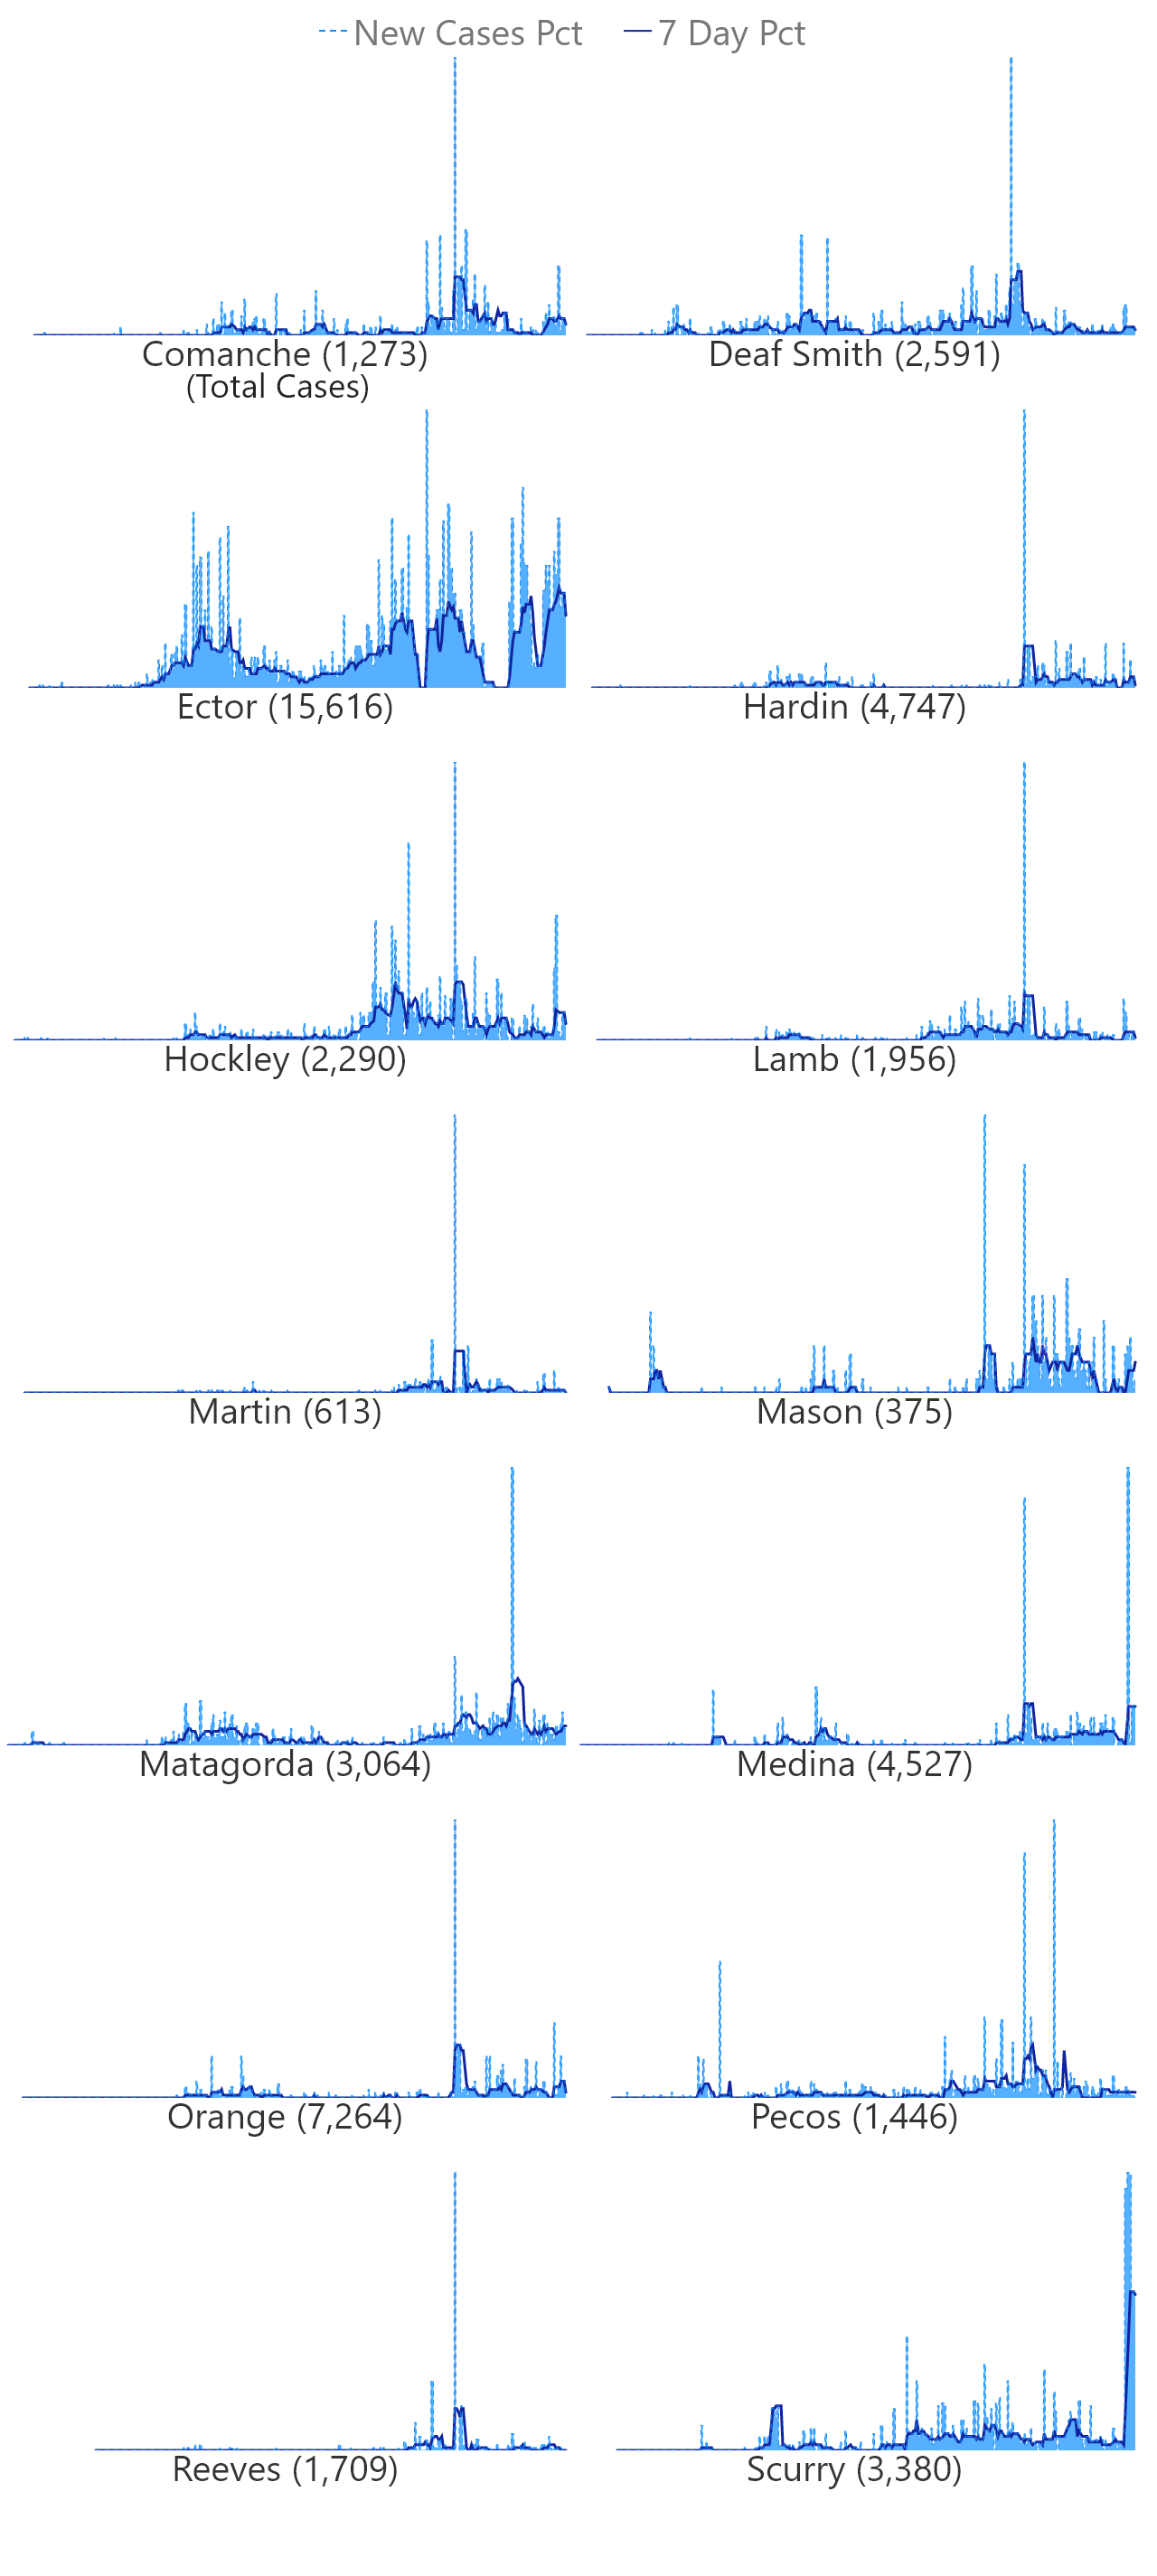 New Cases Pct 7 Day Pct
Comanche (1,273) Deaf Smith (2,591)
(Total Cases)
Ector (15,616) Hardin (4,747)
Hockley (2,290) Lamb (1,956)
Martin (613) Mason (375)
Matagorda (3,064) Medina (4,527)
Orange (7,264) Pecos (1,446)
Reeves (1,709) Scurry (3,380)